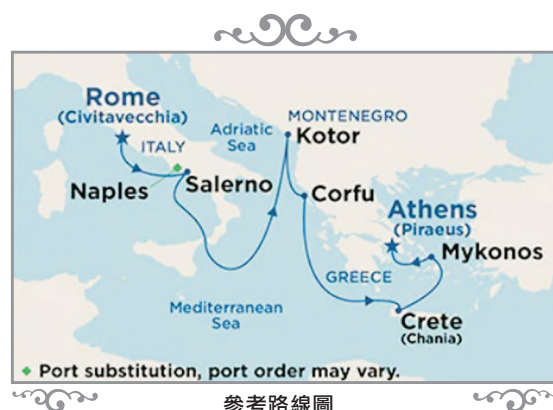 Rome
(Civitavecchia)
ITALY
Adriatic
Sea
MONTENEGRO
Kotor
Naples
Salerno
Corfu
Athens
(Piraeus)
Mykonos
GREECE
Mediterranean
Sea
Crete
(Chania)
Port substitution, port order may vary.
參考路線圖